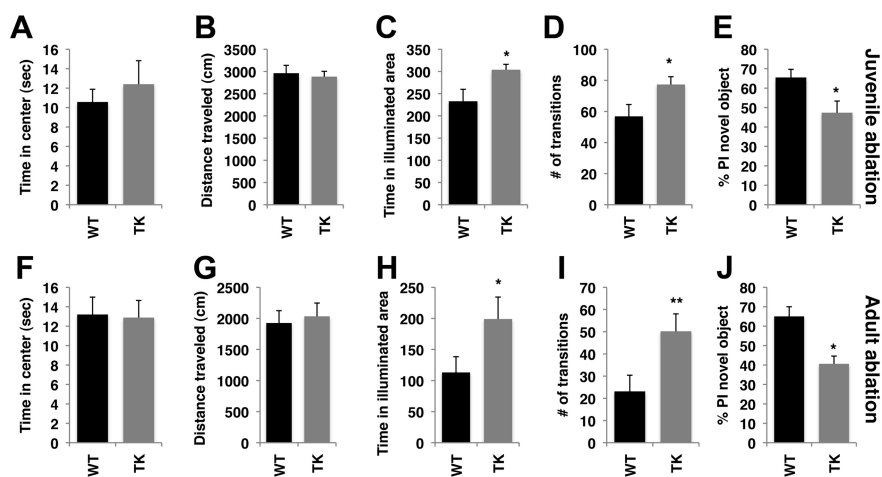 A
Time in center (sec)
16
14
12
10
8
6
4
2
0
WT
TK
B
Distance traveled (cm)
3500
3000
2500
2000
1500
1000
500
0
WT
TK
C
Time in illuminated area
350
300
250
200
150
100
50
0
*
WT
TK
D
# of transitions
100
80
60
40
20
0
*
WT
TK
E
% PI novel object
80
70
60
50
40
30
20
10
0
*
WT
TK
Juvenile ablation
F
Time in center (sec)
16
14
12
10
8
6
4
2
0
WT
TK
G
Distance traveled (cm)
2500
2000
1500
1000
500
0
WT
TK
H
Time in illuminated area
250
200
150
100
50
0
*
WT
TK
I
# of transitions
70
60
50
40
30
20
10
0
**
WT
TK
J
% PI novel object
80
70
60
50
40
30
20
10
0
*
WT
TK
Adult ablation